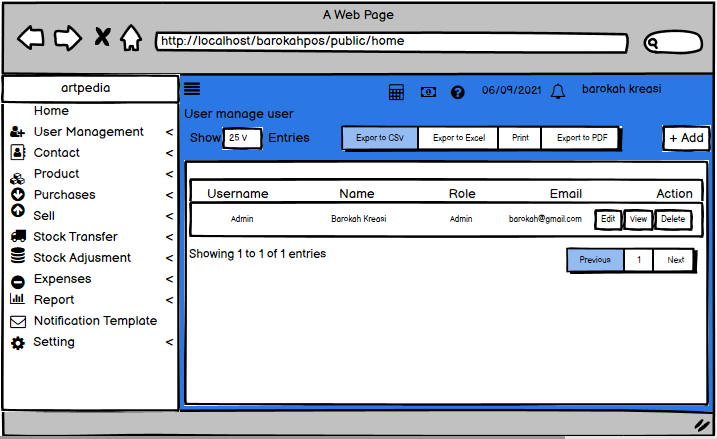 A Web Page
http://localhost/barokahpos/public/home
artpedia
06/09/2021 barokah kreasi
Home
User Management <
Contact <
Product <
Purchases <
Sell <
Stock Transfer <
Stock Adjusment <
Expenses <
Report <
Notification Template
Setting <
User manage user
Show 25 V Entries
Expor to CSV Export to Excel Print Export to PDF
+ Add
Username Name Role Email Action
Admin Barokah Kreasi Admin barokah@gmail.com Edit View Delete
Showing 1 to 1 of 1 entries
Previous 1 Next